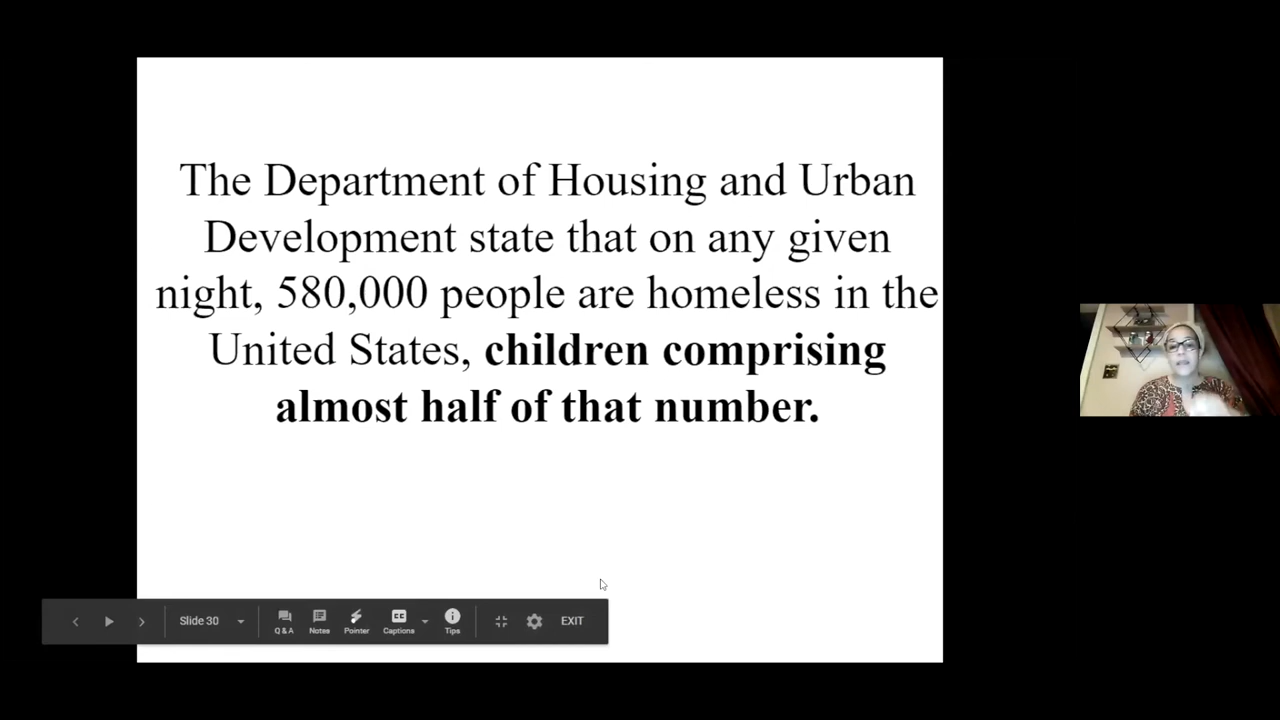 The Department of Housing and Urban
Development state that on any given
night, 580,000 people are homeless in the
United States, children comprising
almost half of that number.
Slide 30
Q & A
Notes
Pointer
CC
Captions
Tips
EXIT